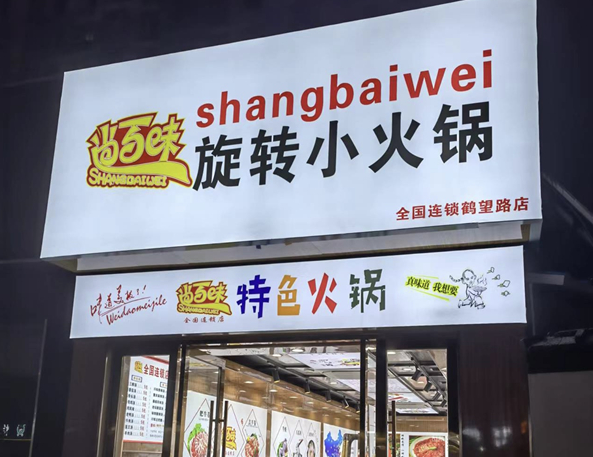 尚百味
SHANGBAIWEI
shangbaiwei
旋转小火锅
全国连锁鹤望路店
味道美极了!
Weidaomeijile
尚百味
SHANGBAIWEI
全国连锁店
特色火锅
真味道 我想要
全国连锁店